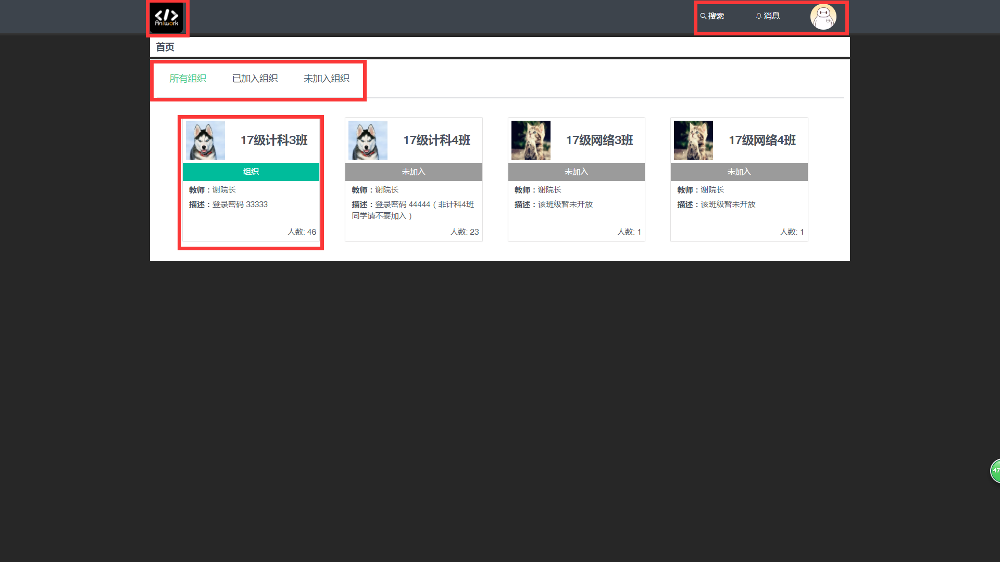 </>
Aniwork
搜索
消息
首页
所有组织
已加入组织
未加入组织
17级计科3班
组织
教师：谢院长
描述：登录密码 33333
人数: 46
17级计科4班
未加入
教师：谢院长
描述：登录密码 44444（非计科4班
同学请不要加入）
人数: 23
17级网络3班
未加入
教师：谢院长
描述：该班级暂未开放
人数: 1
17级网络4班
未加入
教师：谢院长
描述：该班级暂未开放
人数: 1
47